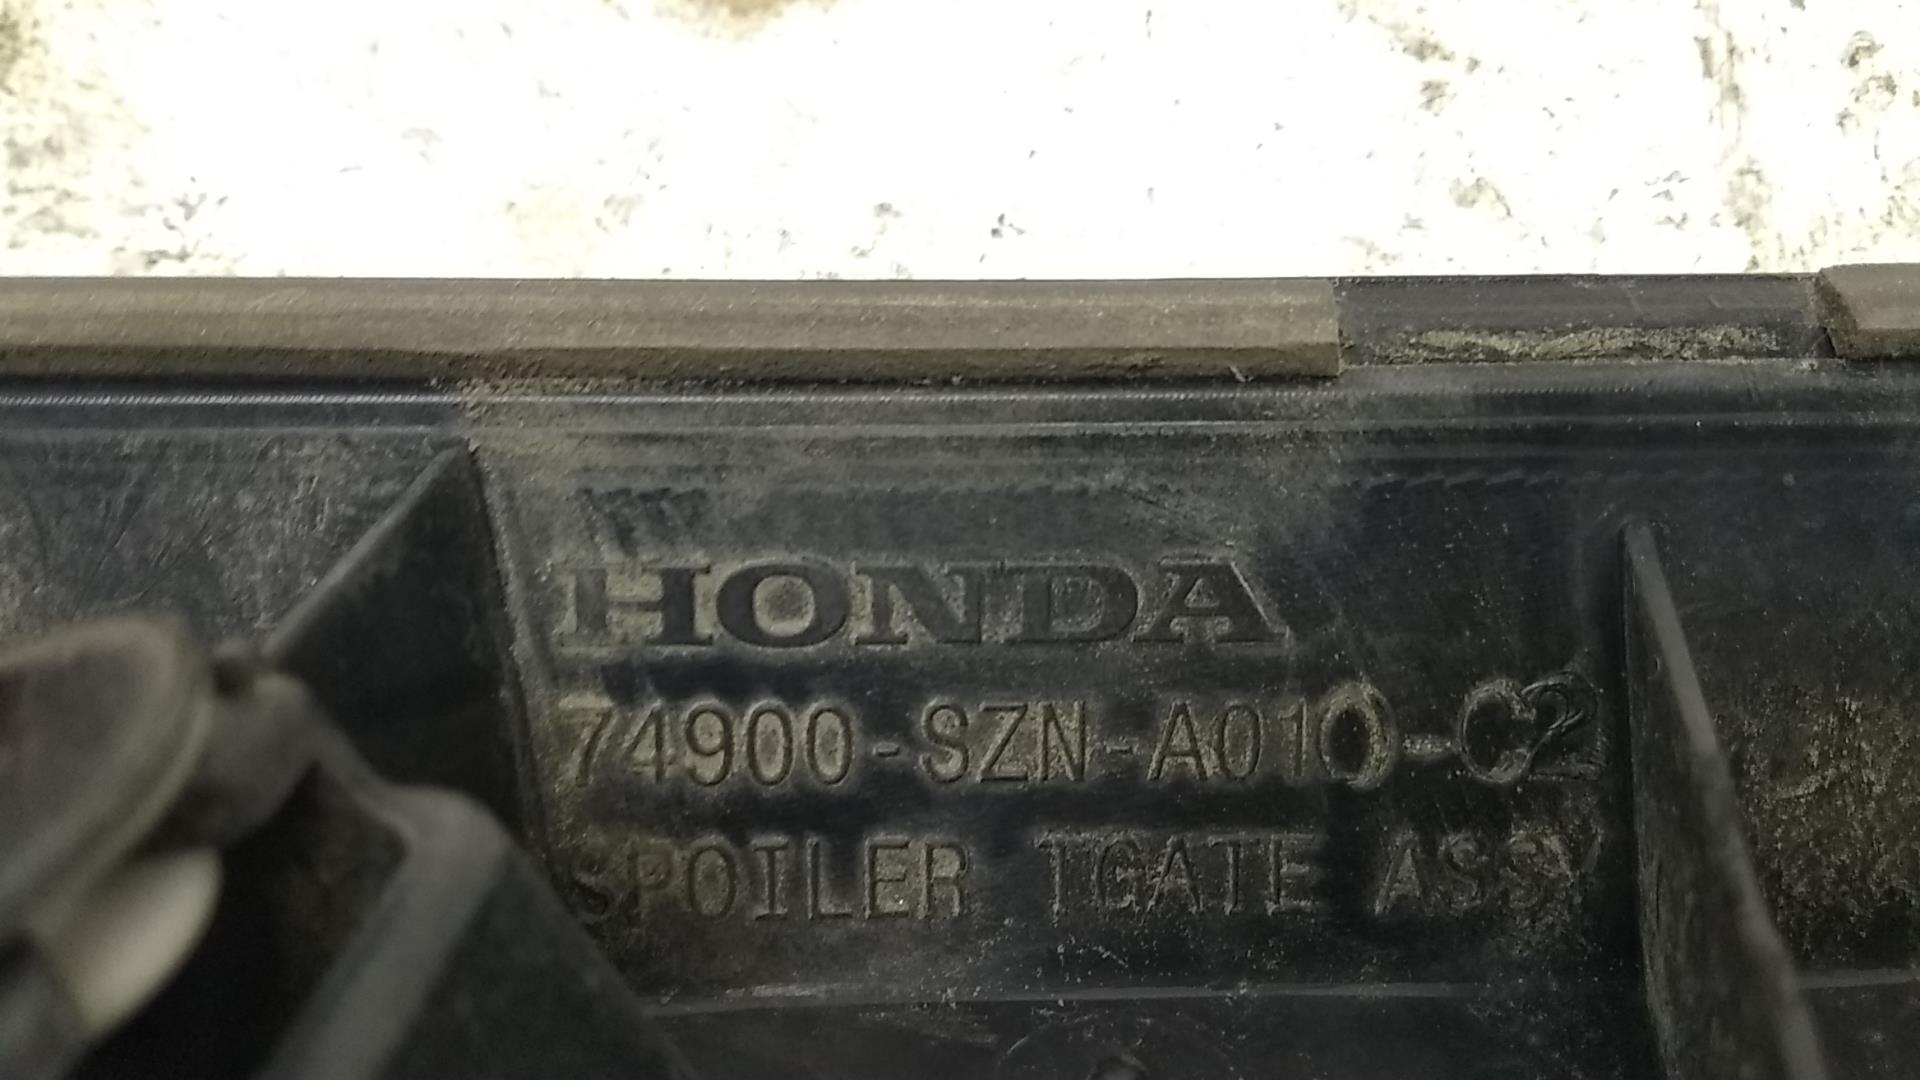 HONDA
74900-SZN-A010-C2
SPOILER TGATE ASSY